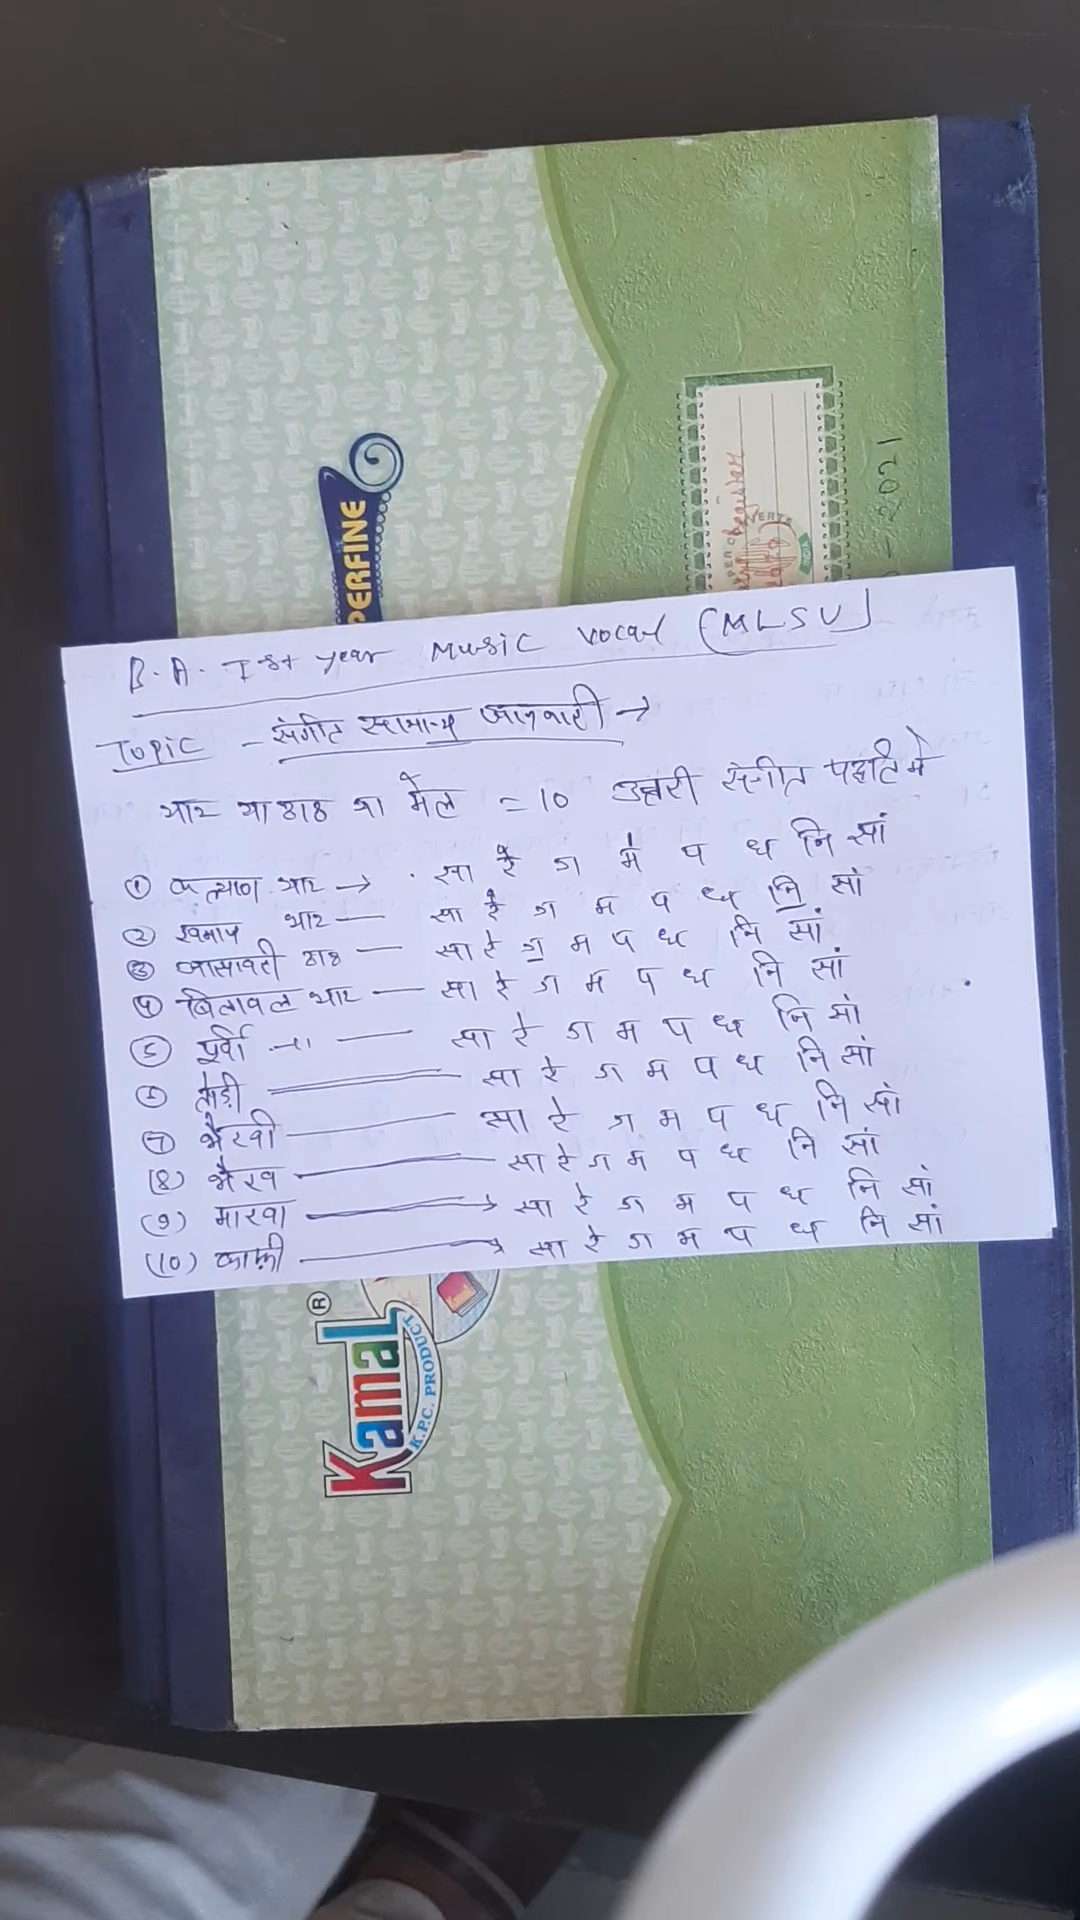 PERFINE
2021
B.A. Ist year Music vocal (MLSU)
Topic - संगीत सामान्य जानकारी →
थाट या ठाठ वा मेल = 10 उत्तरी संगीत पद्धति में
① कल्याण थाट → सा रे ग म॑ प ध नि सां
② खमाज थाट — सा रे ग म प ध नि॒ सां
③ आसावरी ठाठ — सा रे ग॒ म प ध नि सां
④ बिलावल थाट — सा रे ग म प ध नि सां
⑤ पूर्वी -〃- — सा रे ग म प ध नि सां
⑥ तोड़ी — सा रे ग म प ध नि सां
⑦ भैरवी — सा रे ग म प ध नि सां
(8) भैरव — सा रे ग म प ध नि सां
(9) मारवा → सा रे ग म प ध नि सां
(10) काफ़ी → सा रे ग म प ध नि सां
Kamal®
K.P.C. PRODUCT